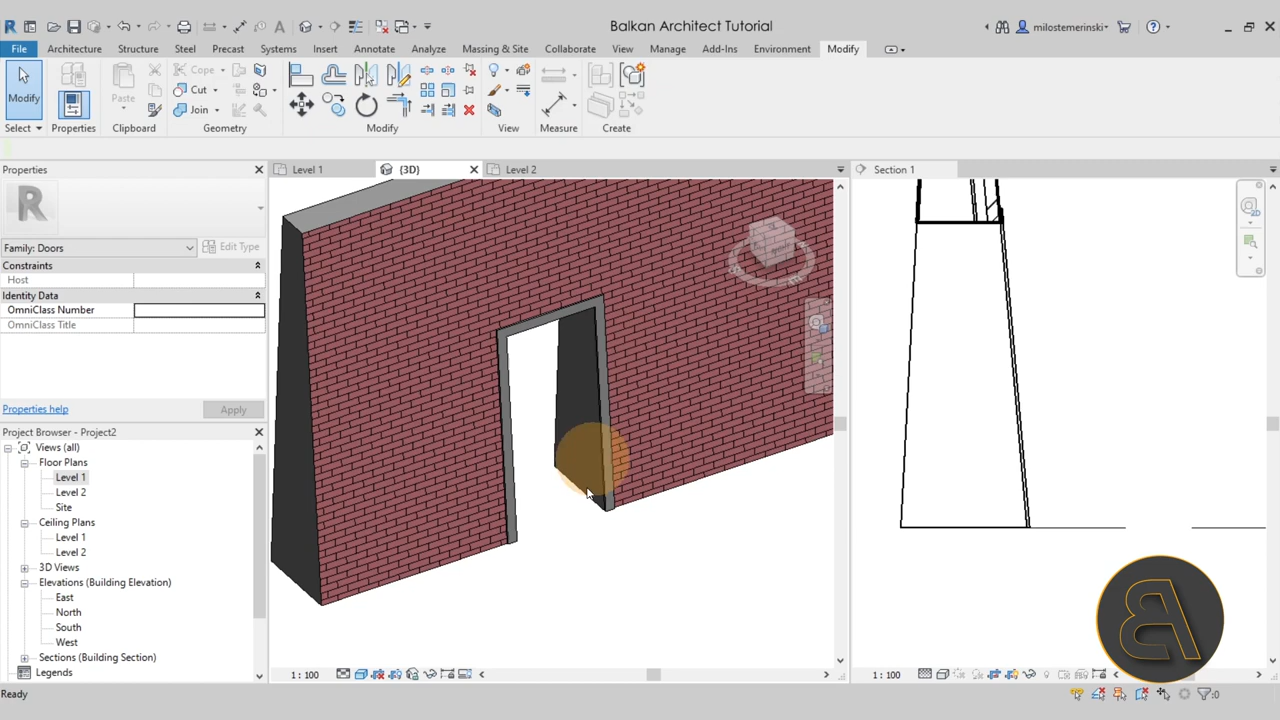 Balkan Architect Tutorial
milostemerinski
File Architecture Structure Steel Precast Systems Insert Annotate Analyze Massing & Site Collaborate View Manage Add-Ins Environment Modify
Modify Paste Cope Cut Join
Select Properties Clipboard Geometry Modify View Measure Create
Properties
Level 1 {3D} Level 2 Section 1
R
Family: Doors Edit Type
Constraints
Host
Identity Data
OmniClass Number
OmniClass Title
Properties help Apply
Project Browser - Project2
Views (all)
Floor Plans
Level 1
Level 2
Site
Ceiling Plans
Level 1
Level 2
3D Views
Elevations (Building Elevation)
East
North
South
West
Sections (Building Section)
Legends
1 : 100 1 : 100
Ready :0